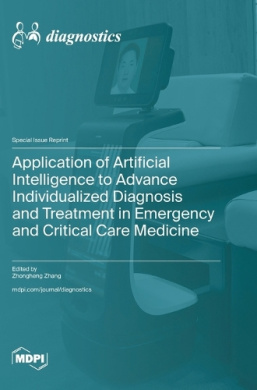 diagnostics
Special Issue Reprint
Application of Artificial
Intelligence to Advance
Individualized Diagnosis
and Treatment in Emergency
and Critical Care Medicine
Edited by
Zhongheng Zhang
mdpi.com/journal/diagnostics
MDPI